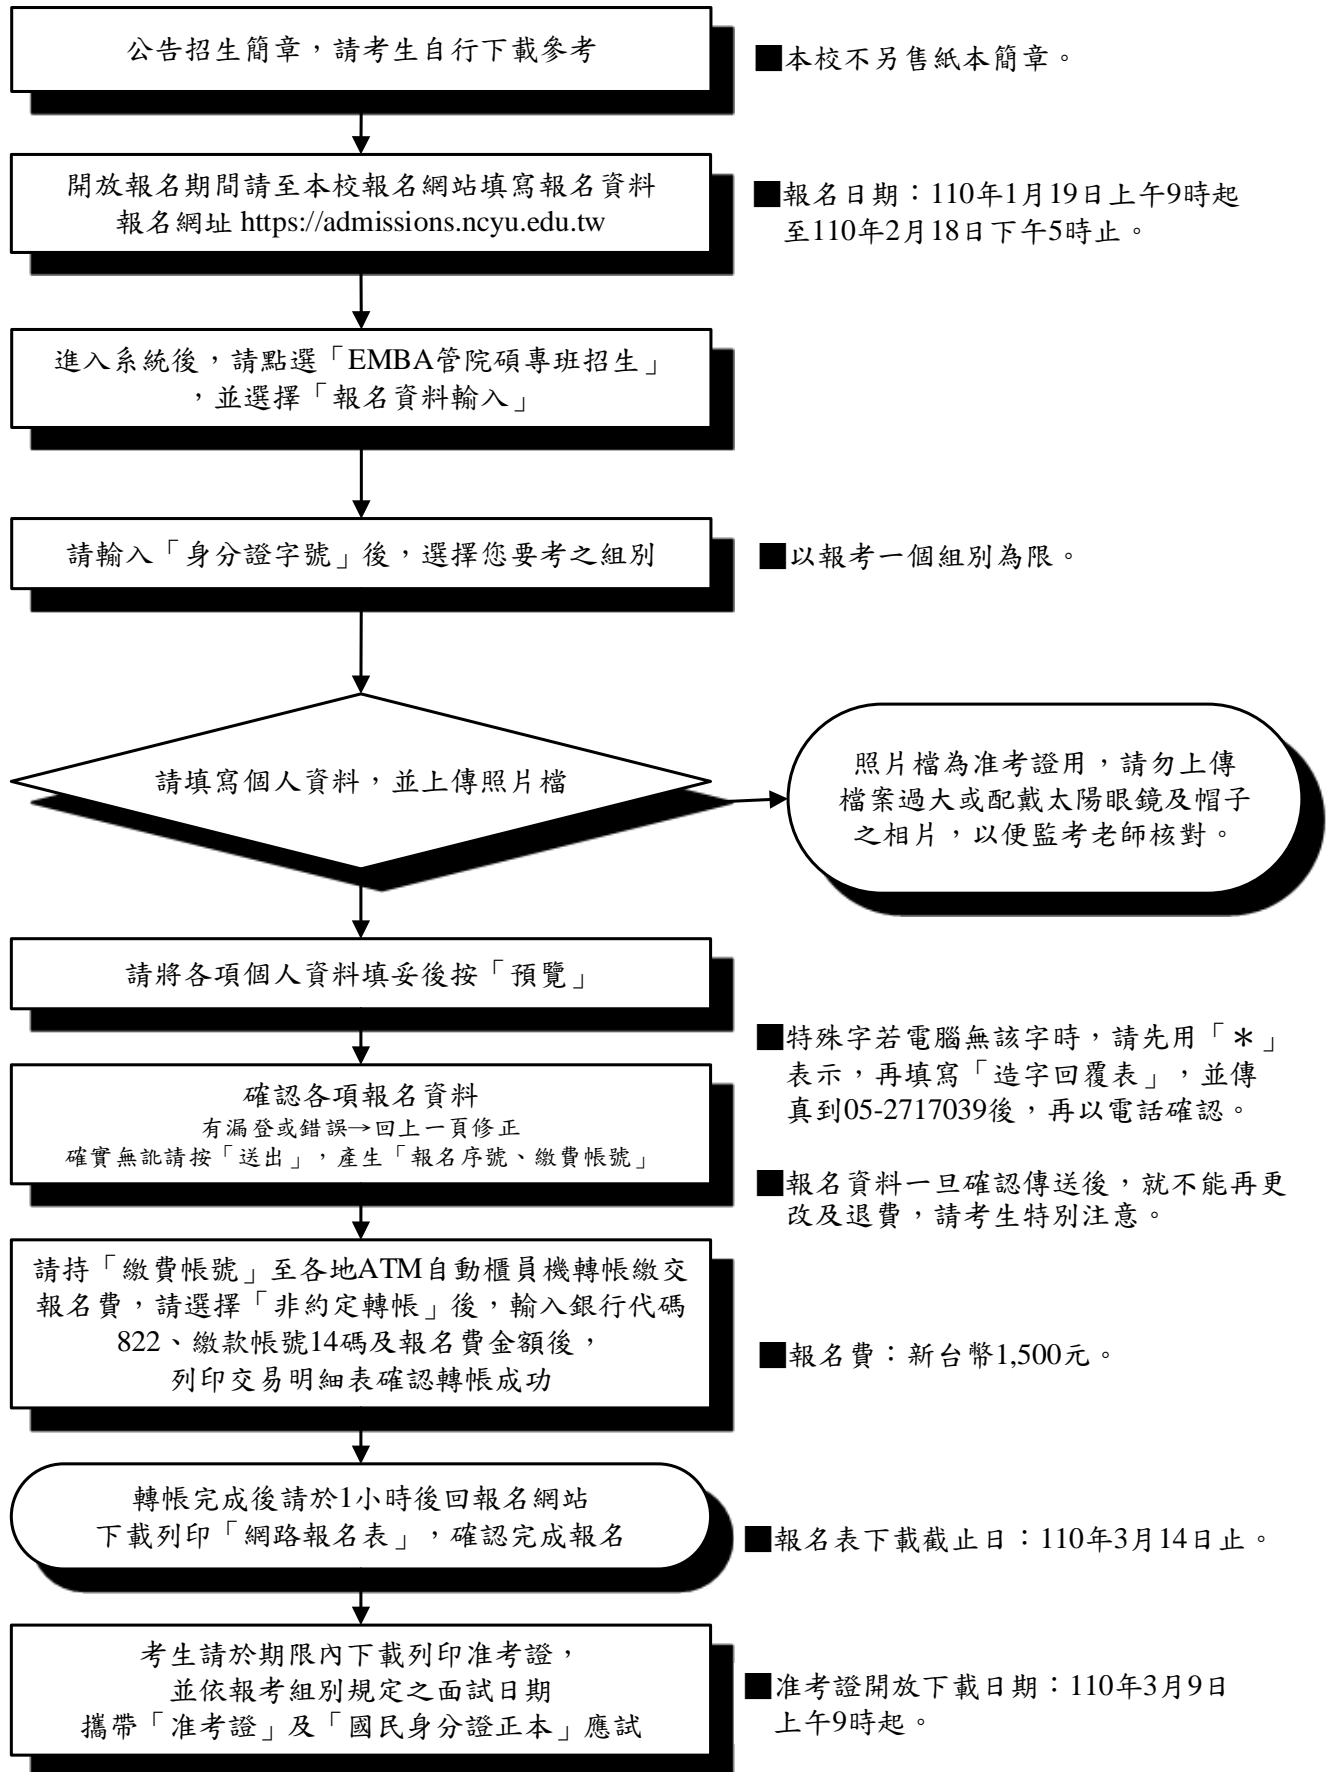 公告招生簡章，請考生自行下載參考
■本校不另售紙本簡章。
開放報名期間請至本校報名網站填寫報名資料
報名網址 https://admissions.ncyu.edu.tw
■報名日期：110年1月19日上午9時起
至110年2月18日下午5時止。
進入系統後，請點選「EMBA管院碩專班招生」
，並選擇「報名資料輸入」
請輸入「身分證字號」後，選擇您要考之組別
■以報考一個組別為限。
請填寫個人資料，並上傳照片檔
照片檔為准考證用，請勿上傳
檔案過大或配戴太陽眼鏡及帽子
之相片，以便監考老師核對。
請將各項個人資料填妥後按「預覽」
■特殊字若電腦無該字時，請先用「＊」
表示，再填寫「造字回覆表」，並傳
真到05-2717039後，再以電話確認。
確認各項報名資料
有漏登或錯誤→回上一頁修正
確實無訛請按「送出」，產生「報名序號、繳費帳號」
■報名資料一旦確認傳送後，就不能再更
改及退費，請考生特別注意。
請持「繳費帳號」至各地ATM自動櫃員機轉帳繳交
報名費，請選擇「非約定轉帳」後，輸入銀行代碼
822、繳款帳號14碼及報名費金額後，
列印交易明細表確認轉帳成功
■報名費：新台幣1,500元。
轉帳完成後請於1小時後回報名網站
下載列印「網路報名表」，確認完成報名
■報名表下載截止日：110年3月14日止。
考生請於期限內下載列印准考證，
並依報考組別規定之面試日期
攜帶「准考證」及「國民身分證正本」應試
■准考證開放下載日期：110年3月9日
上午9時起。